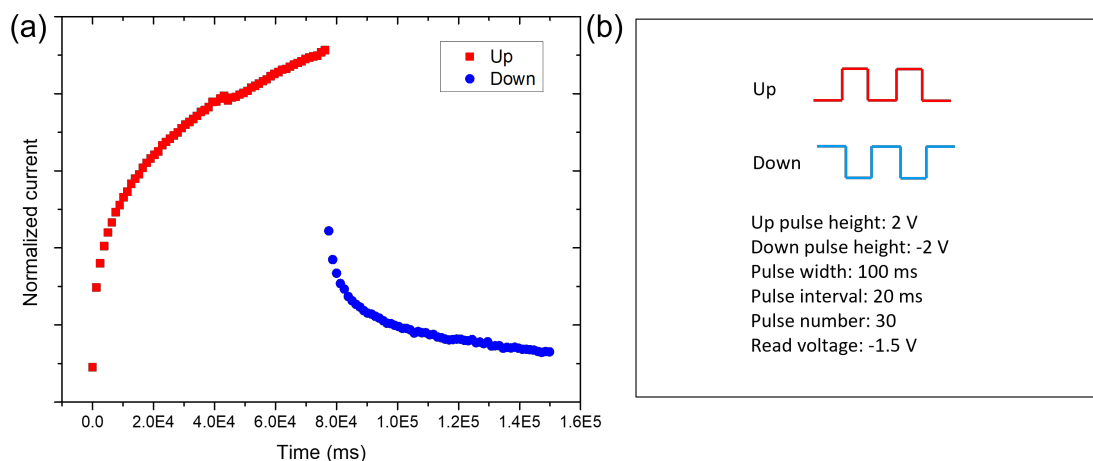 (a)
Normalized current
Up
Down
0.0 2.0E4 4.0E4 6.0E4 8.0E4 1.0E5 1.2E5 1.4E5 1.6E5
Time (ms)
(b)
Up
Down
Up pulse height: 2 V
Down pulse height: -2 V
Pulse width: 100 ms
Pulse interval: 20 ms
Pulse number: 30
Read voltage: -1.5 V